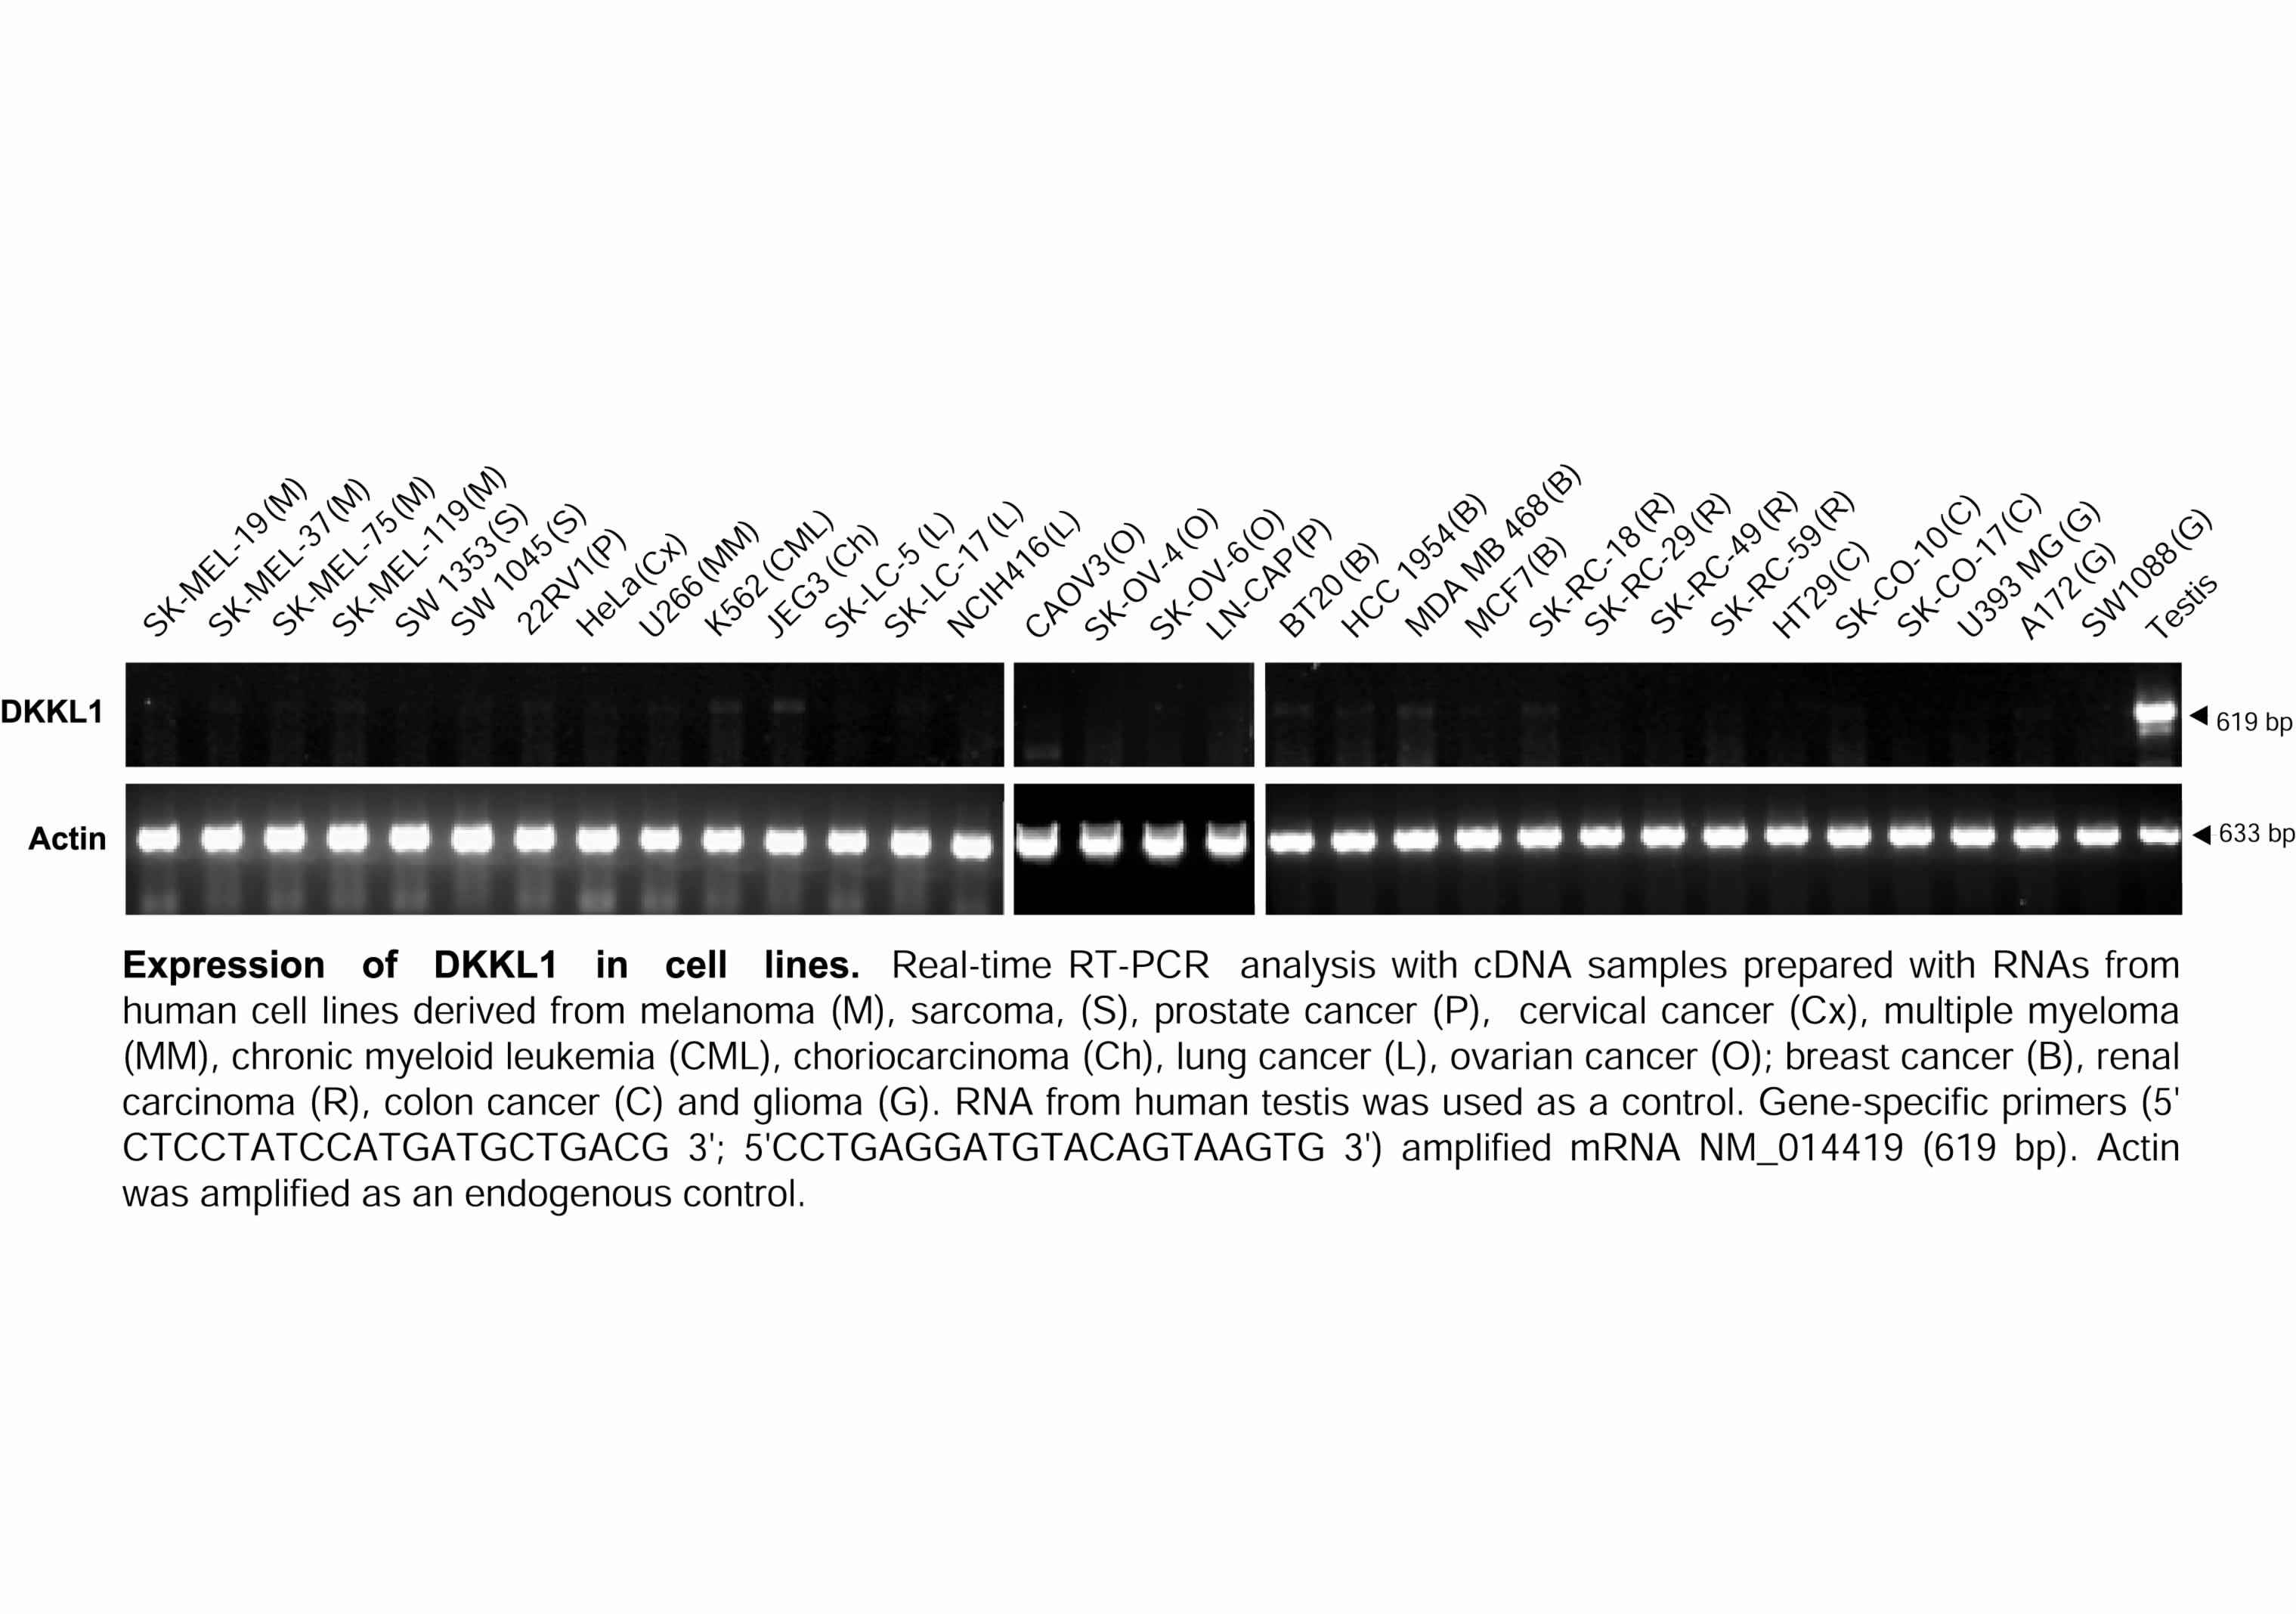 SK-MEL-19 (M)
SK-MEL-37 (M)
SK-MEL-75 (M)
SK-MEL-119 (M)
SW 1353 (S)
SW 1045 (S)
22RV1(P)
HeLa(Cx)
U266 (MM)
K562 (CML)
JEG3 (Ch)
SK-LC-5 (L)
SK-LC-17 (L)
NCIH416 (L)
CAOV3(O)
SK-OV-4 (O)
SK-OV-6(O)
LN-CAP(P)
BT20 (B)
HCC 1954(B)
MDA MB 468 (B)
MCF7(B)
SK-RC-18 (R)
SK-RC-29 (R)
SK-RC-49 (R)
SK-RC-59 (R)
HT29 (C)
SK-CO-10(C)
SK-CO-17(C)
U393 MG (G)
A172 (G)
SW1088 (G)
Testis
DKKL1
619 bp
Actin
633 bp
Expression of DKKL1 in cell lines. Real-time RT-PCR analysis with cDNA samples prepared with RNAs from
human cell lines derived from melanoma (M), sarcoma, (S), prostate cancer (P), cervical cancer (Cx), multiple myeloma
(MM), chronic myeloid leukemia (CML), choriocarcinoma (Ch), lung cancer (L), ovarian cancer (O); breast cancer (B), renal
carcinoma (R), colon cancer (C) and glioma (G). RNA from human testis was used as a control. Gene-specific primers (5'
CTCCTATCCATGATGCTGACG 3'; 5'CCTGAGGATGTACAGTAAGTG 3') amplified mRNA NM_014419 (619 bp). Actin
was amplified as an endogenous control.